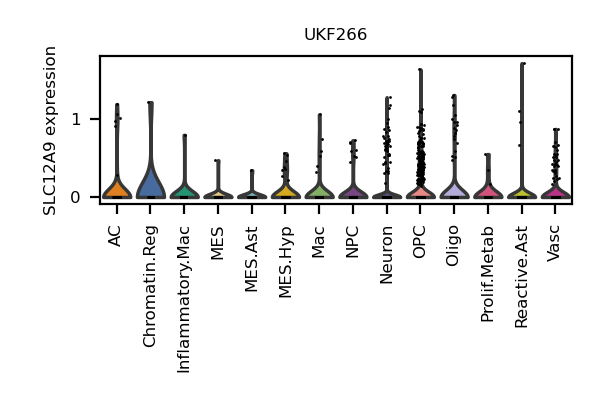 UKF266
SLC12A9 expression
1
0
AC
Chromatin.Reg
Inflammatory.Mac
MES
MES.Ast
MES.Hyp
Mac
NPC
Neuron
OPC
Oligo
Prolif.Metab
Reactive.Ast
Vasc